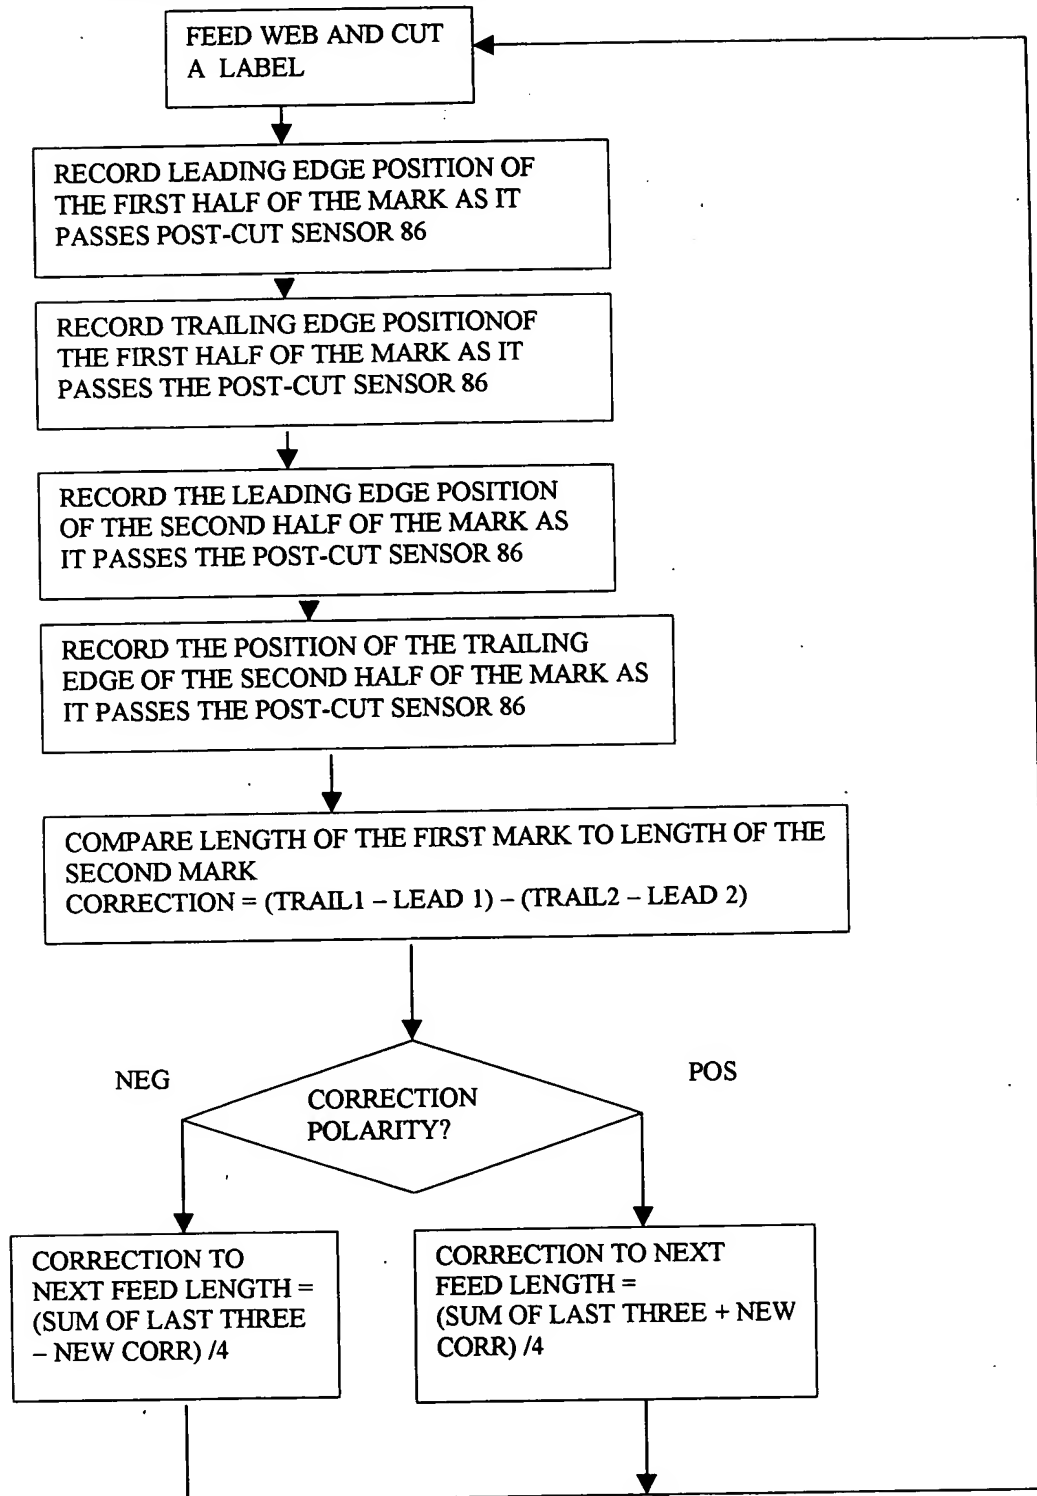 FEED WEB AND CUT
A LABEL
RECORD LEADING EDGE POSITION OF
THE FIRST HALF OF THE MARK AS IT
PASSES POST-CUT SENSOR 86
RECORD TRAILING EDGE POSITIONOF
THE FIRST HALF OF THE MARK AS IT
PASSES THE POST-CUT SENSOR 86
RECORD THE LEADING EDGE POSITION
OF THE SECOND HALF OF THE MARK AS
IT PASSES THE POST-CUT SENSOR 86
RECORD THE POSITION OF THE TRAILING
EDGE OF THE SECOND HALF OF THE MARK AS
IT PASSES THE POST-CUT SENSOR 86
COMPARE LENGTH OF THE FIRST MARK TO LENGTH OF THE
SECOND MARK
CORRECTION = (TRAIL1 – LEAD 1) – (TRAIL2 – LEAD 2)
NEG
POS
CORRECTION
POLARITY?
CORRECTION TO
NEXT FEED LENGTH =
(SUM OF LAST THREE
– NEW CORR) /4
CORRECTION TO NEXT
FEED LENGTH =
(SUM OF LAST THREE + NEW
CORR) /4